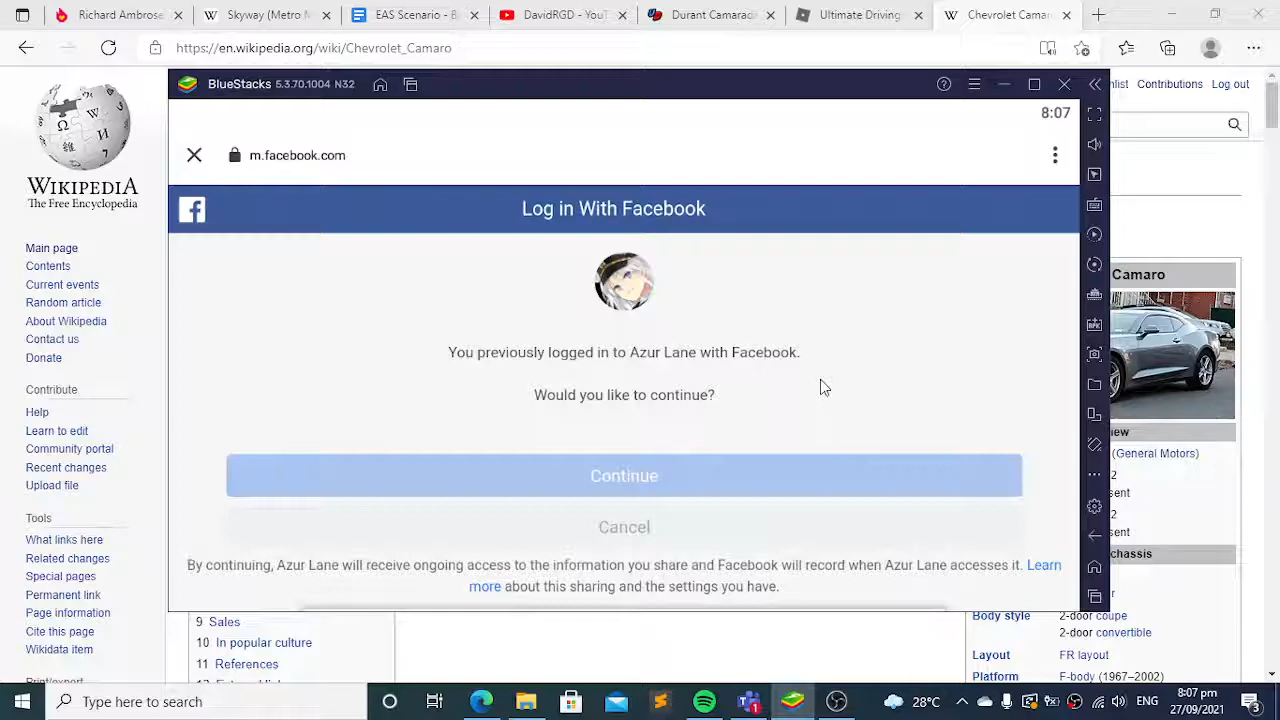 Richard Ambrose
Symmetry (mole
EAS Scenario - B
DavidRGD - YouT
Durant Camarad
Ultimate Driving
Chevrolet Camaro
https://en.wikipedia.org/wiki/Chevrolet_Camaro
BlueStacks 5.3.70.1004 N32
Contributions Log out
8:07
m.facebook.com
WIKIPEDIA
The Free Encyclopedia
Log in With Facebook
Main page
Contents
Current events
Random article
About Wikipedia
Contact us
Donate
Contribute
Help
Learn to edit
Community portal
Recent changes
Upload file
Tools
What links here
Related changes
Special pages
Permanent link
Page information
Cite this page
Wikidata item
Print/export
You previously logged in to Azur Lane with Facebook.
Would you like to continue?
Continue
Cancel
By continuing, Azur Lane will receive ongoing access to the information you share and Facebook will record when Azur Lane accesses it. Learn
more about this sharing and the settings you have.
Camaro
(General Motors)
chassis
9 Sales
10 In popular culture
11 References
Body style 2-door coupe
2-door convertible
Layout FR layout
Platform F-body (1967–2002)
Type here to search
28°C
ENG
8:07 pm
27/09/2021
3